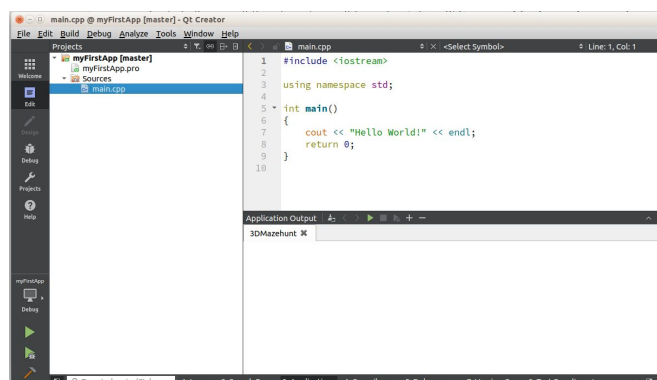 main.cpp @ myFirstApp [master] - Qt Creator
File Edit Build Debug Analyze Tools Window Help
Projects
main.cpp
<Select Symbol>
Line: 1, Col: 1
Welcome
Edit
Design
Debug
Projects
Help
myFirstApp
Debug
myFirstApp [master]
myFirstApp.pro
Sources
main.cpp
1 #include <iostream>
2
3 using namespace std;
4
5 int main()
6 {
7 cout << "Hello World!" << endl;
8 return 0;
9 }
10
Application Output
3DMazehunt